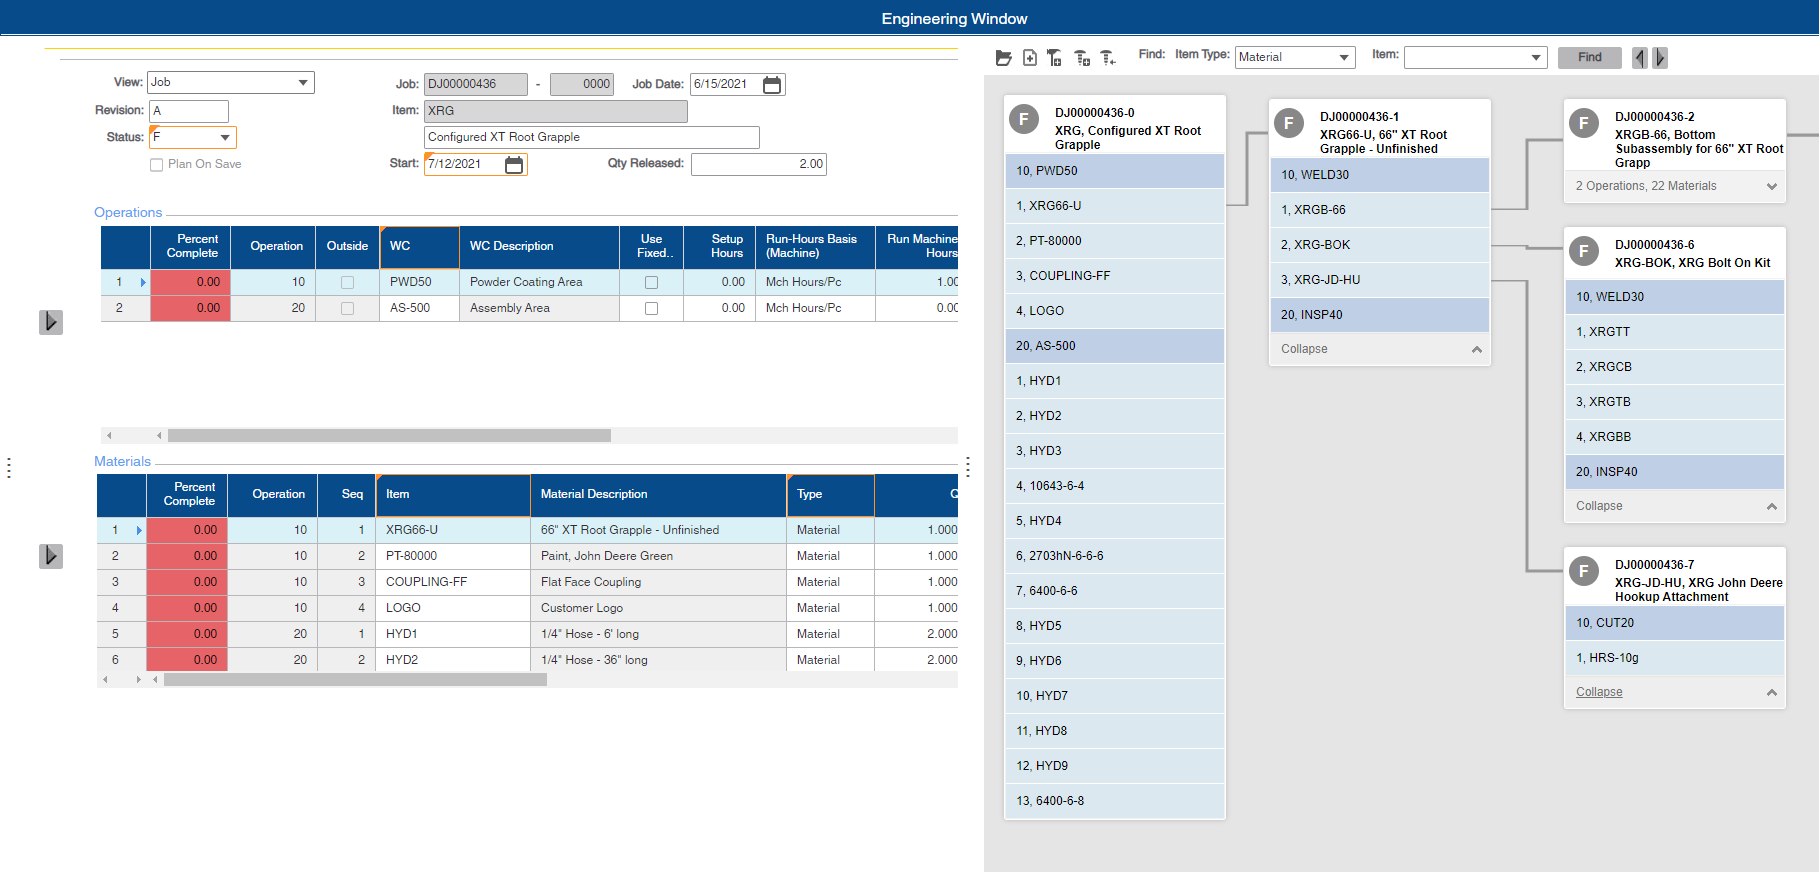 Engineering Window
View: Job
Job: DJ00000436 - 0000 Job Date: 6/15/2021
Revision: A
Item: XRG
Status: F
Configured XT Root Grapple
Plan On Save
Start: 7/12/2021 Qty Released: 2.00
Operations
Percent Complete Operation Outside WC WC Description Use Fixed.. Setup Hours Run-Hours Basis (Machine) Run Machine Hours
1 0.00 10 PWD50 Powder Coating Area 0.00 Mch Hours/Pc 1.00
2 0.00 20 AS-500 Assembly Area 0.00 Mch Hours/Pc 0.00
Materials
Percent Complete Operation Seq Item Material Description Type Q
1 0.00 10 1 XRG66-U 66" XT Root Grapple - Unfinished Material 1.000
2 0.00 10 2 PT-80000 Paint, John Deere Green Material 1.000
3 0.00 10 3 COUPLING-FF Flat Face Coupling Material 1.000
4 0.00 10 4 LOGO Customer Logo Material 1.000
5 0.00 20 1 HYD1 1/4" Hose - 6' long Material 2.000
6 0.00 20 2 HYD2 1/4" Hose - 36" long Material 2.000
Find: Item Type: Material Item: Find
F
DJ00000436-0
XRG, Configured XT Root
Grapple
10, PWD50
1, XRG66-U
2, PT-80000
3, COUPLING-FF
4, LOGO
20, AS-500
1, HYD1
2, HYD2
3, HYD3
4, 10643-6-4
5, HYD4
6, 2703hN-6-6-6
7, 6400-6-6
8, HYD5
9, HYD6
10, HYD7
11, HYD8
12, HYD9
13, 6400-6-8
F
DJ00000436-1
XRG66-U, 66" XT Root
Grapple - Unfinished
10, WELD30
1, XRGB-66
2, XRG-BOK
3, XRG-JD-HU
20, INSP40
Collapse
F
DJ00000436-2
XRGB-66, Bottom
Subassembly for 66" XT Root
Grapp
2 Operations, 22 Materials
F
DJ00000436-6
XRG-BOK, XRG Bolt On Kit
10, WELD30
1, XRGTT
2, XRGCB
3, XRGTB
4, XRGBB
20, INSP40
Collapse
F
DJ00000436-7
XRG-JD-HU, XRG John Deere
Hookup Attachment
10, CUT20
1, HRS-10g
Collapse